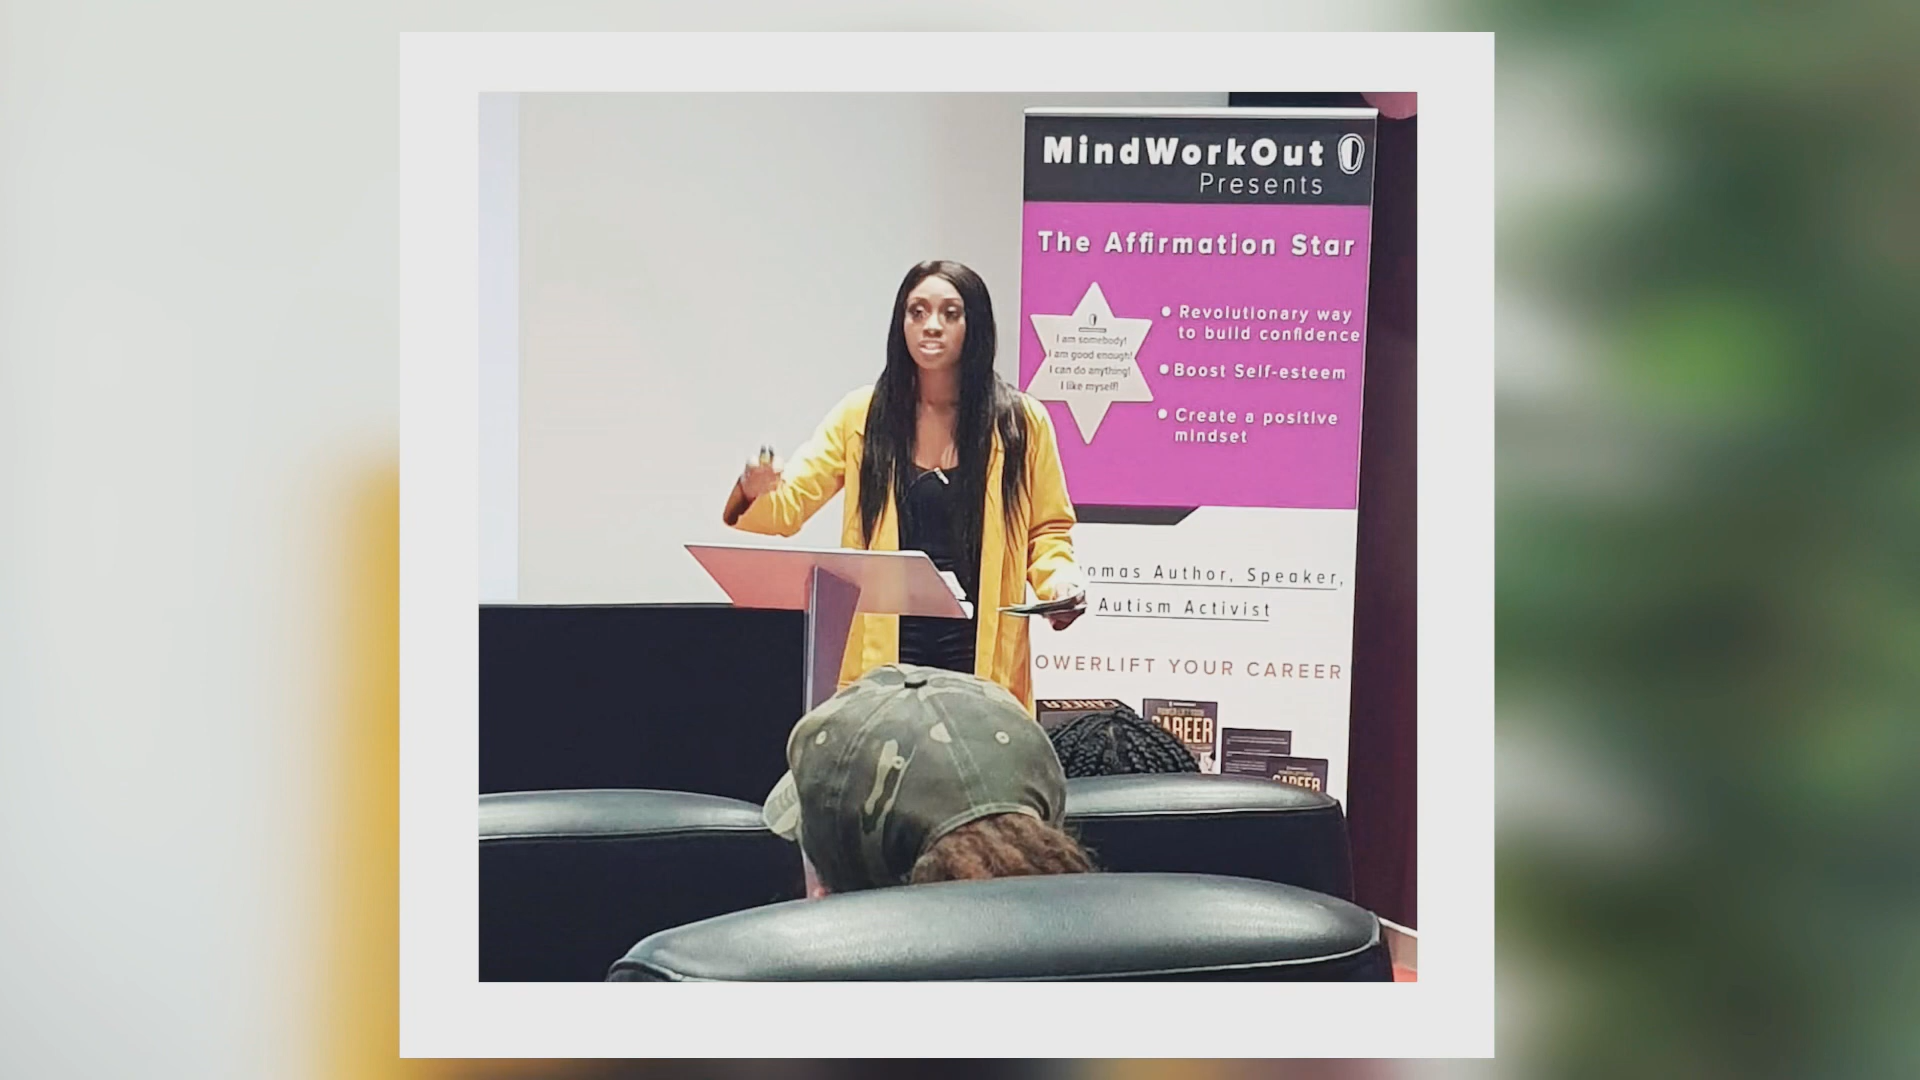 MindWorkOut
Presents
The Affirmation Star
Revolutionary way
to build confidence
Boost Self-esteem
Create a positive
mindset
I am somebody!
I am good enough!
I can do anything!
I like myself!
Author, Speaker,
Autism Activist
YOUR CAREER
CAREER